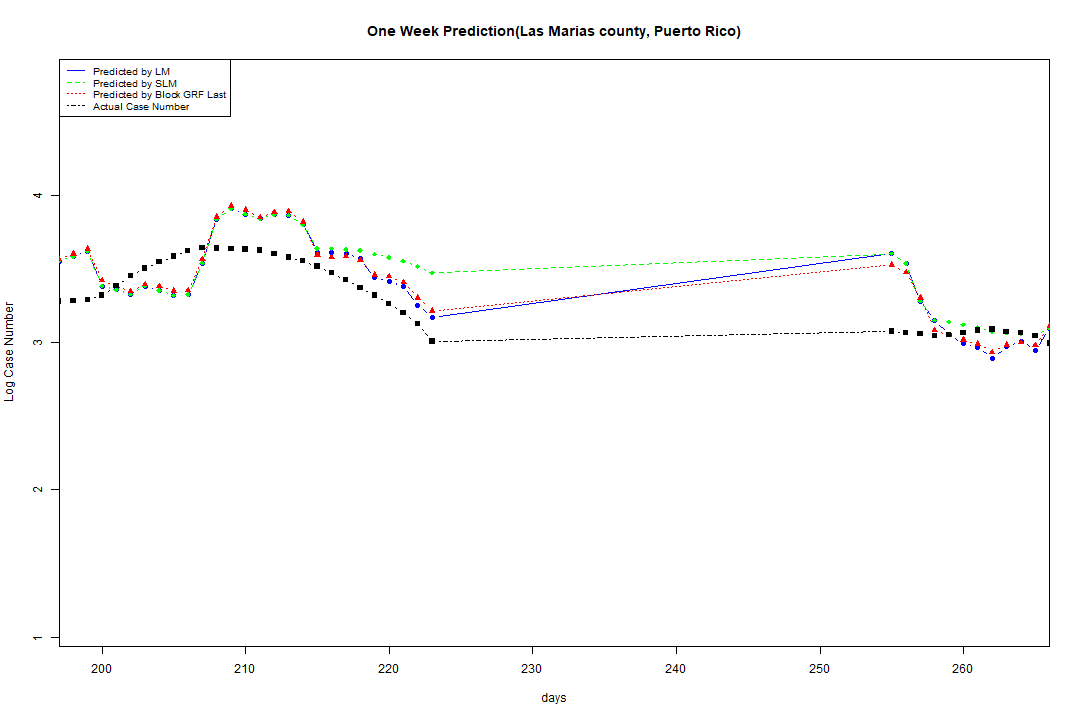 One Week Prediction(Las Marias county, Puerto Rico)
Predicted by LM
Predicted by SLM
Predicted by Block GRF Last
Actual Case Number
Log Case Number
4
3
2
1
200 210 220 230 240 250 260
days